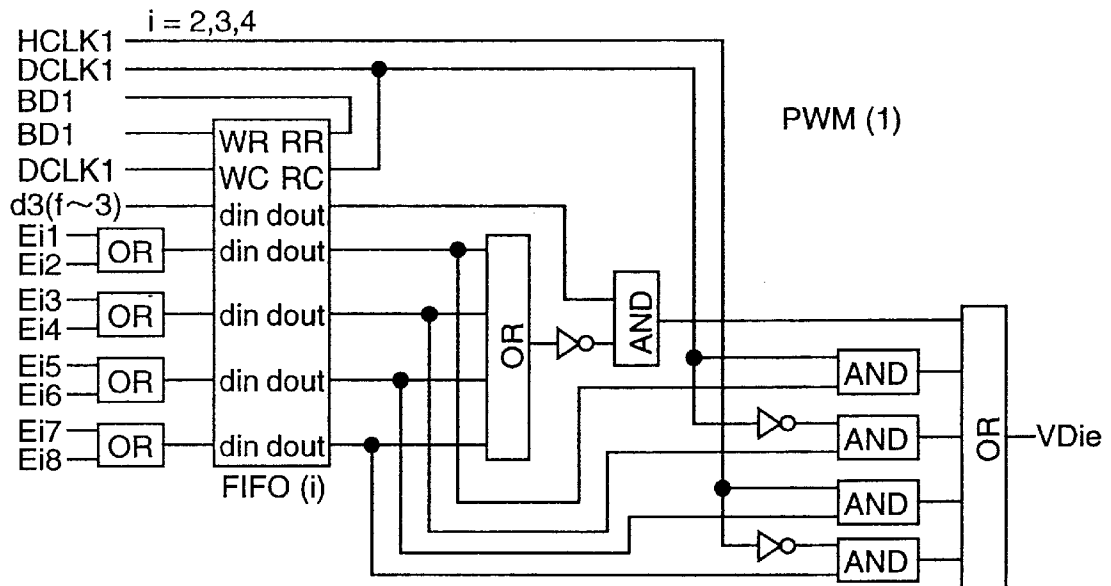 i = 2,3,4
HCLK1
DCLK1
BD1
BD1
DCLK1
d3(f~3)
Ei1
Ei2
Ei3
Ei4
Ei5
Ei6
Ei7
Ei8
OR
OR
OR
OR
WR RR
WC RC
din dout
din dout
din dout
din dout
din dout
FIFO (i)
OR
AND
PWM (1)
AND
AND
AND
AND
OR
VDie